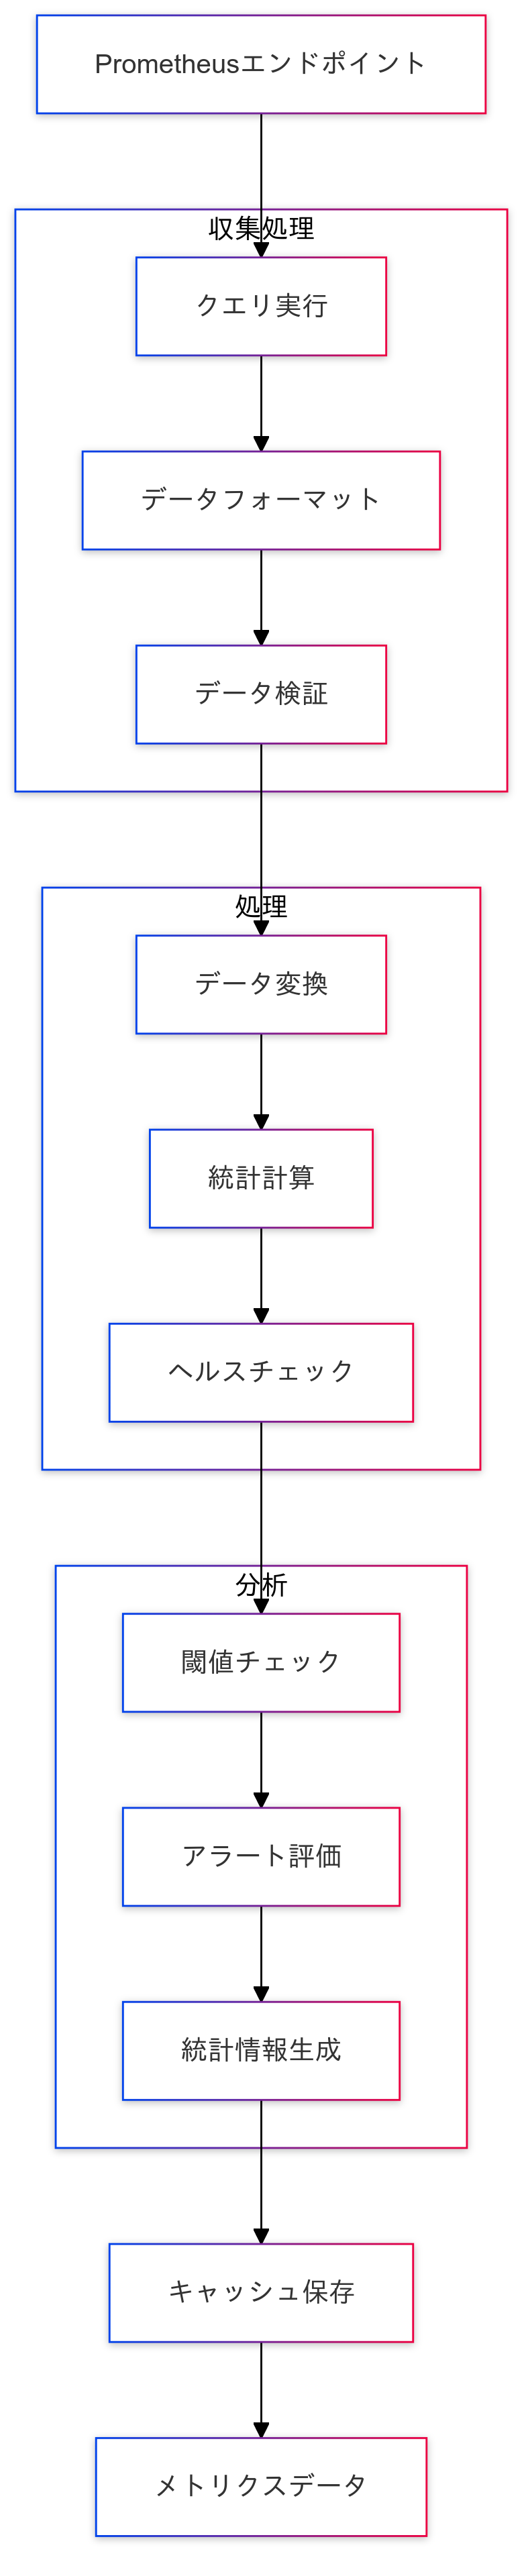 Prometheusエンドポイント
収集処理
クエリ実行
データフォーマット
データ検証
処理
データ変換
統計計算
ヘルスチェック
分析
閾値チェック
アラート評価
統計情報生成
キャッシュ保存
メトリクスデータ